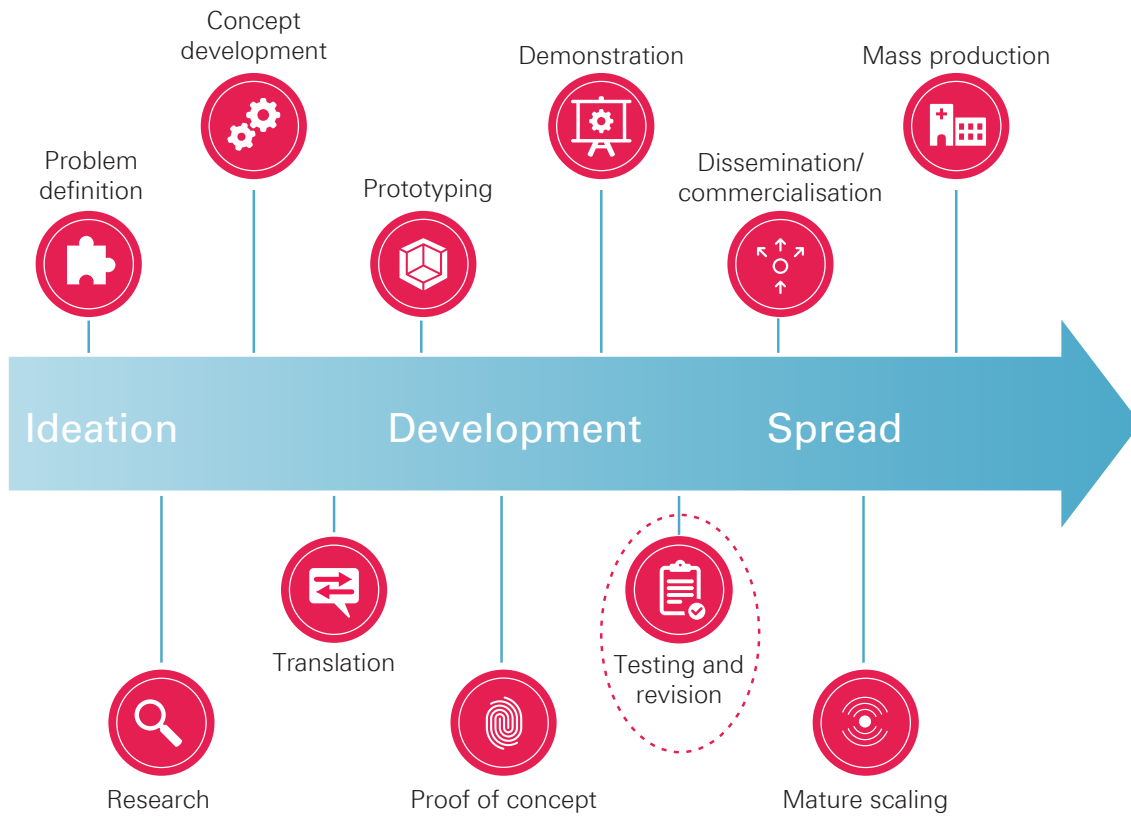 Concept
development
Demonstration
Mass production
Problem
definition
Prototyping
Dissemination/
commercialisation
Ideation
Development
Spread
Translation
Testing and
revision
Research
Proof of concept
Mature scaling